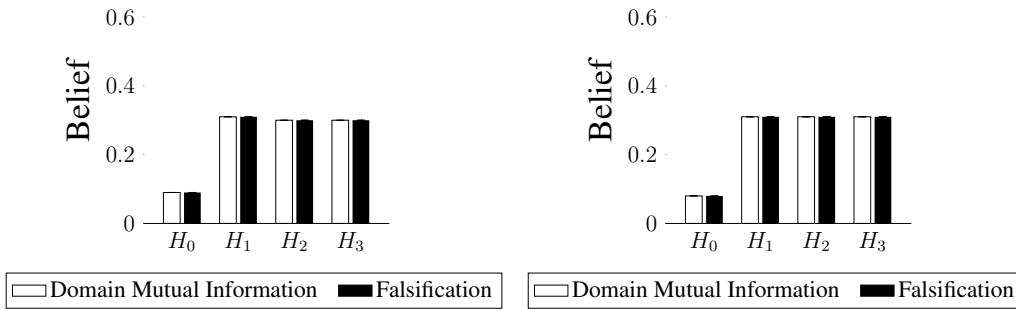 0.6
0.4
0.2
0
Belief
H₀ H₁ H₂ H₃
Domain Mutual Information Falsification
0.6
0.4
0.2
0
Belief
H₀ H₁ H₂ H₃
Domain Mutual Information Falsification